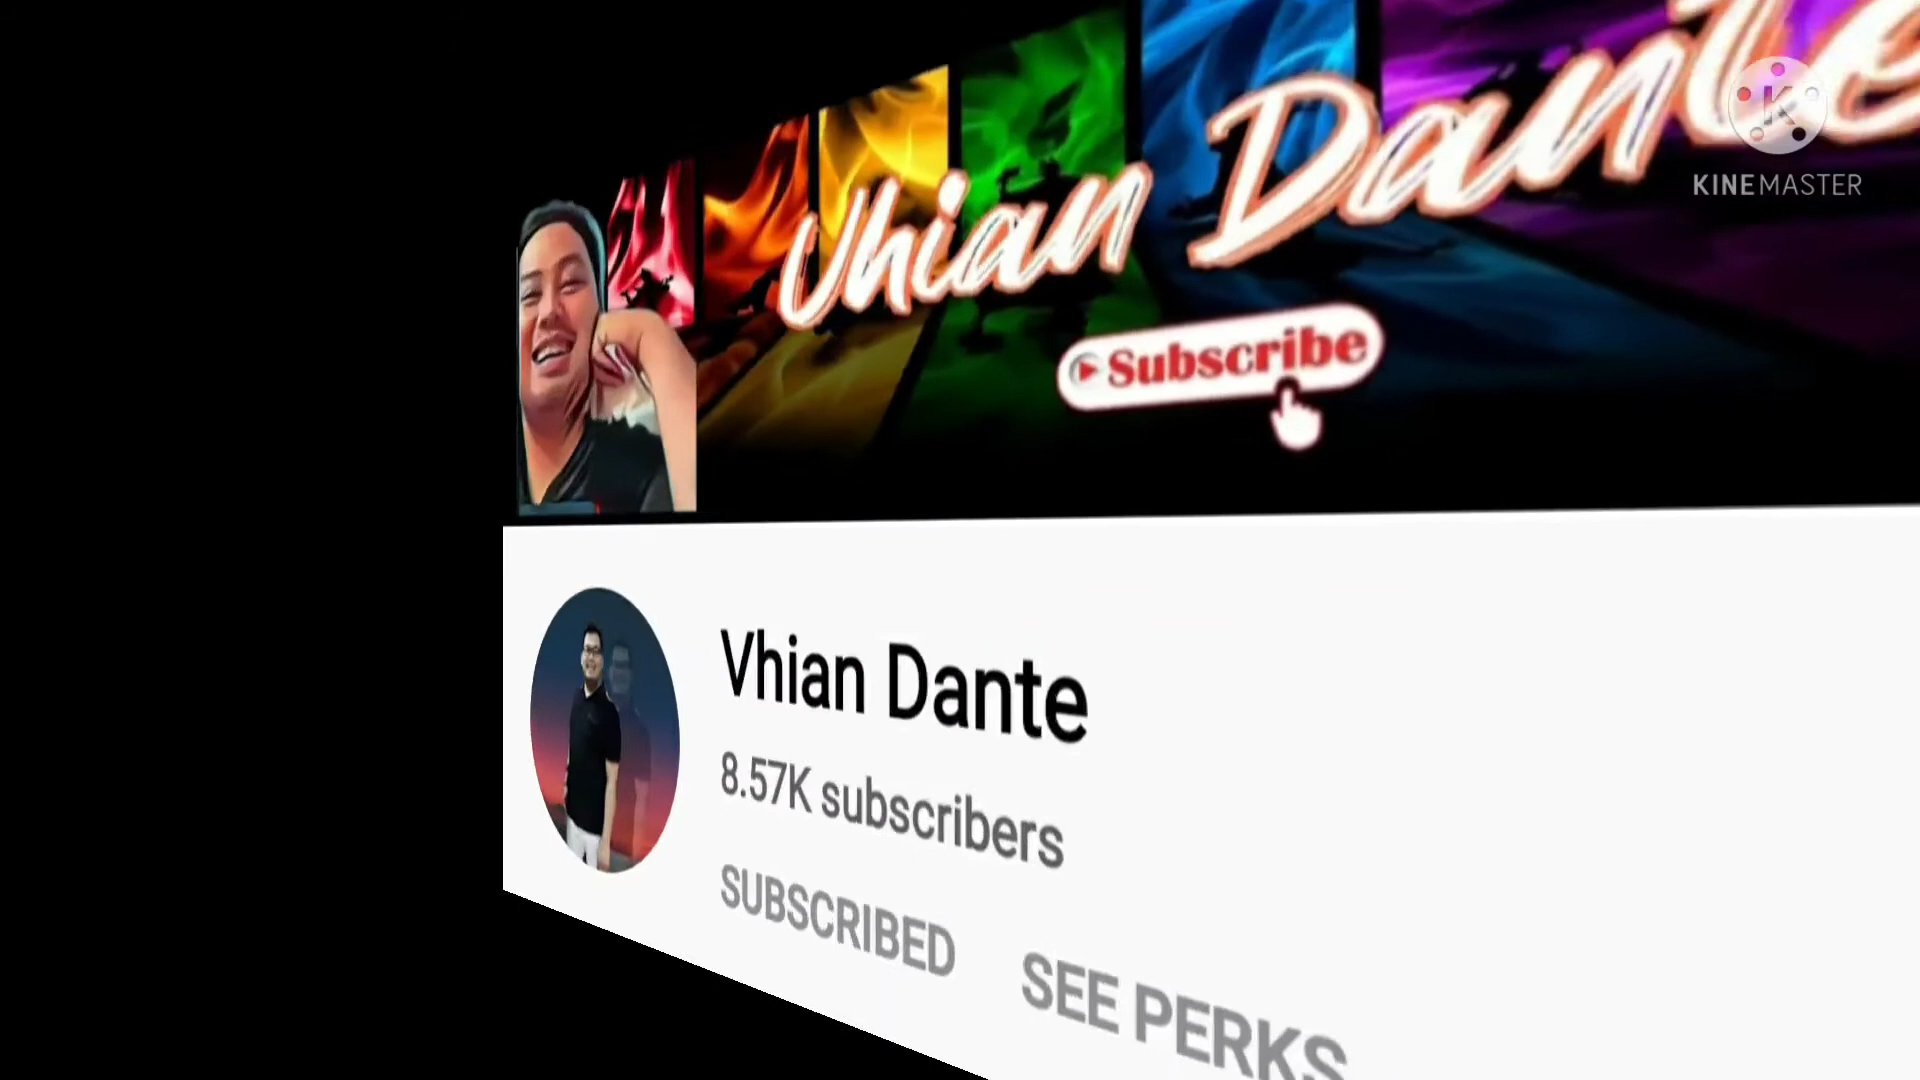 Vhian Dante
Subscribe
K
KINEMASTER
Vhian Dante
8.57K subscribers
SUBSCRIBED
SEE PERKS